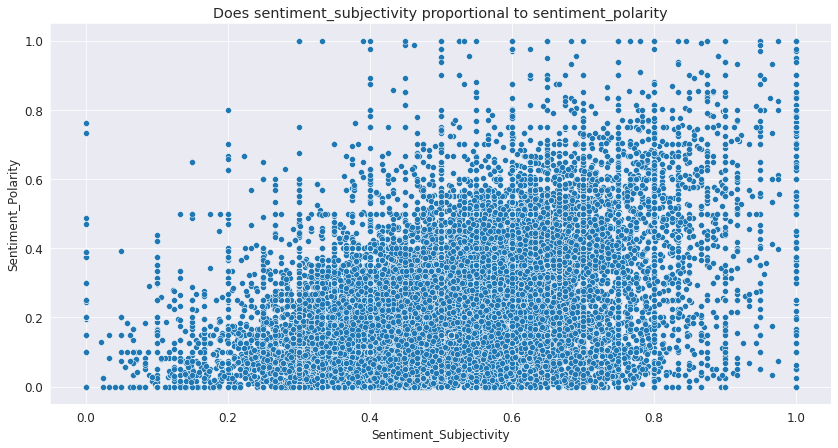 Does sentiment_subjectivity proportional to sentiment_polarity
1.0
0.8
0.6
0.4
0.2
0.0
Sentiment_Polarity
0.0 0.2 0.4 0.6 0.8 1.0
Sentiment_Subjectivity